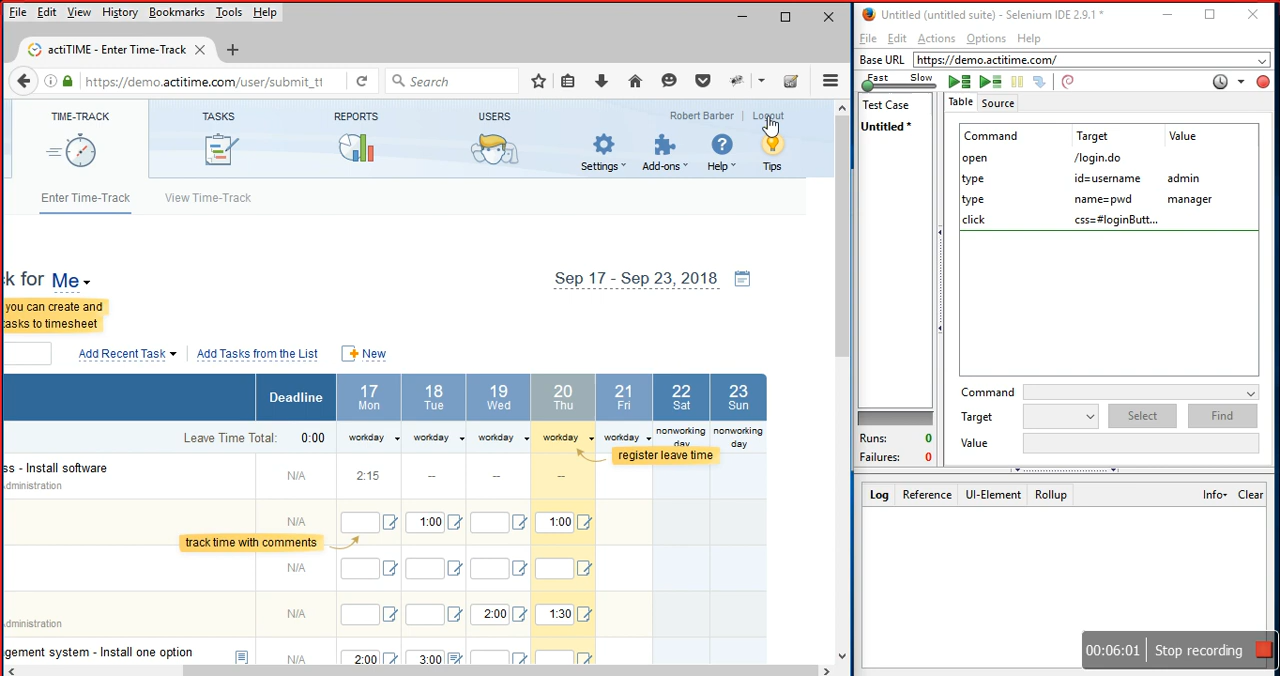 File Edit View History Bookmarks Tools Help
actiTIME - Enter Time-Track
https://demo.actitime.com/user/submit_tt
Search
TIME-TRACK
TASKS
REPORTS
USERS
Robert Barber | Logout
Settings
Add-ons
Help
Tips
Enter Time-Track
View Time-Track
ck for Me
Sep 17 - Sep 23, 2018
you can create and
tasks to timesheet
Add Recent Task
Add Tasks from the List
New
Deadline
17 Mon
18 Tue
19 Wed
20 Thu
21 Fri
22 Sat
23 Sun
Leave Time Total: 0:00
workday workday workday workday workday
nonworking day
nonworking day
register leave time
ss - Install software
Administration
N/A 2:15 -- -- --
N/A 1:00 1:00
track time with comments
N/A
N/A 2:00 1:30
dministration
gement system - Install one option
N/A 2:00 3:00
Untitled (untitled suite) - Selenium IDE 2.9.1 *
File Edit Actions Options Help
Base URL https://demo.actitime.com/
Fast Slow
Test Case
Untitled *
Table Source
Command Target Value
open /login.do
type id=username admin
type name=pwd manager
click css=#loginButt...
Command
Target
Select
Find
Value
Runs: 0
Failures: 0
Log Reference UI-Element Rollup
Info Clear
00:06:01 Stop recording